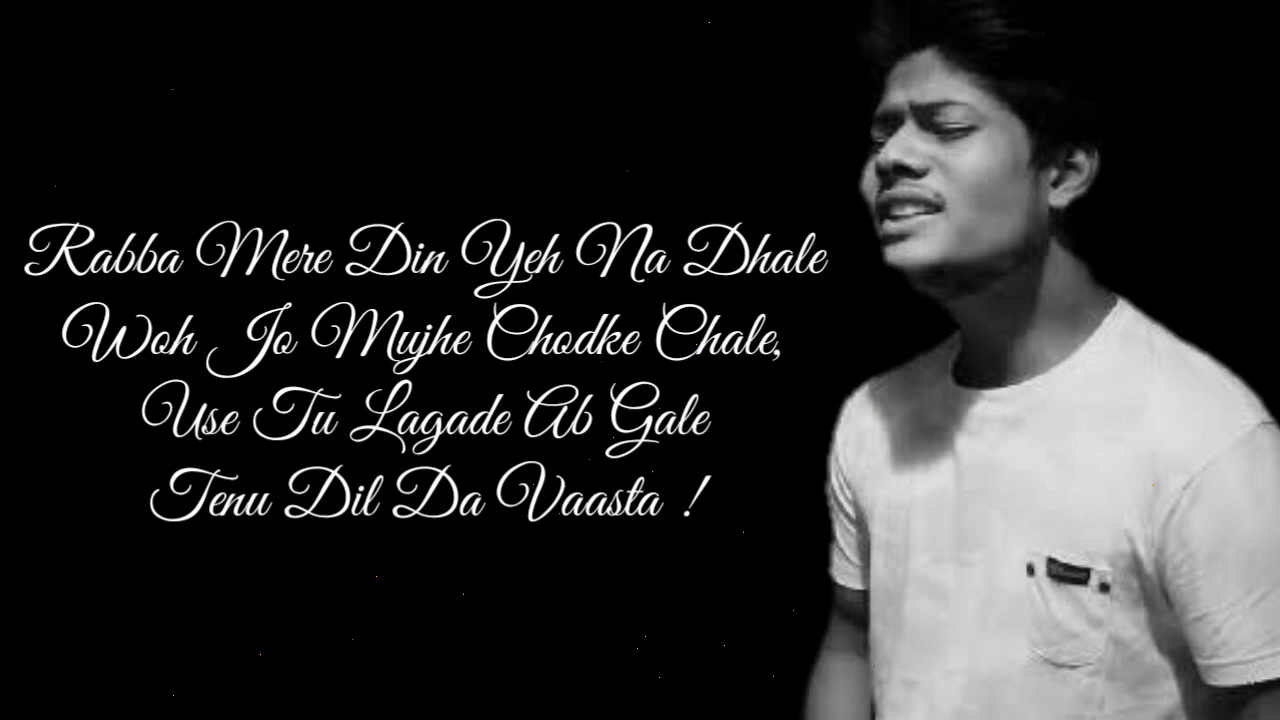 Rabba Mere Din Yeh Na Dhale
Woh Jo Mujhe Chodke Chale,
Use Tu Lagade Ab Gale
Tenu Dil Da Vaasta !